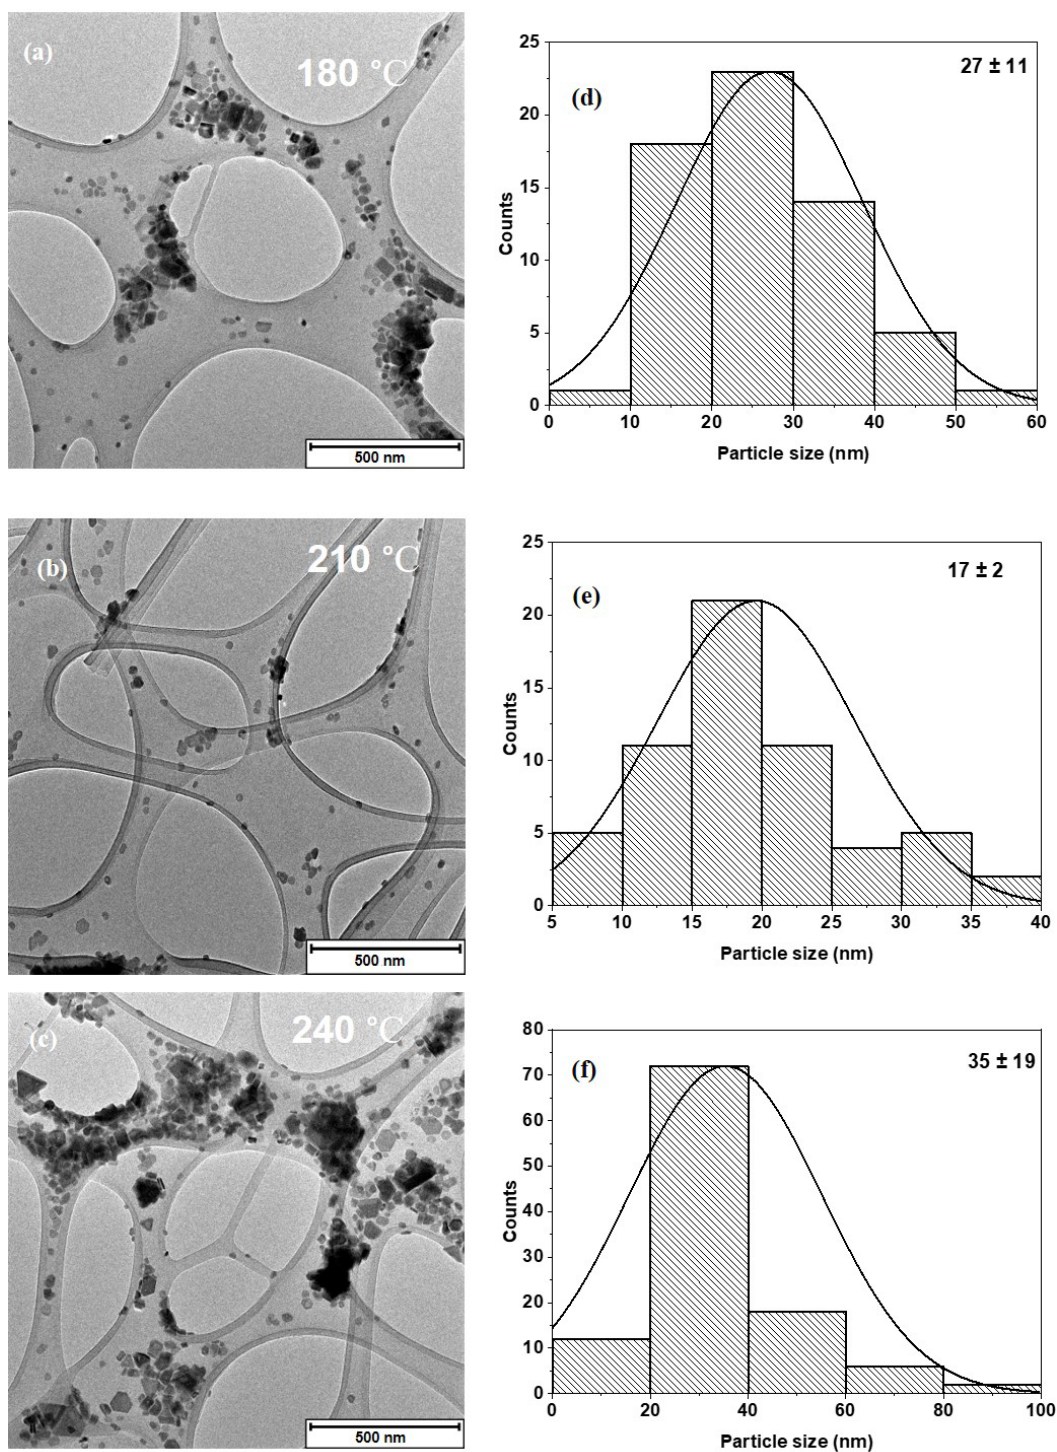 (a)
180 °C
500 nm
(d)
27 ± 11
Counts
25
20
15
10
5
0
0 10 20 30 40 50 60
Particle size (nm)
(b)
210 °C
500 nm
(e)
17 ± 2
Counts
25
20
15
10
5
0
5 10 15 20 25 30 35 40
Particle size (nm)
(c)
240 °C
500 nm
(f)
35 ± 19
Counts
80
70
60
50
40
30
20
10
0
0 20 40 60 80 100
Particle size (nm)